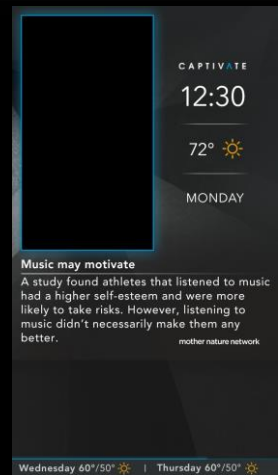 CAPTIVATE
12:30
72°
MONDAY
Music may motivate
A study found athletes that listened to music
had a higher self-esteem and were more
likely to take risks. However, listening to
music didn't necessarily make them any
better.
mother nature network
Wednesday 60°/50° | Thursday 60°/50°